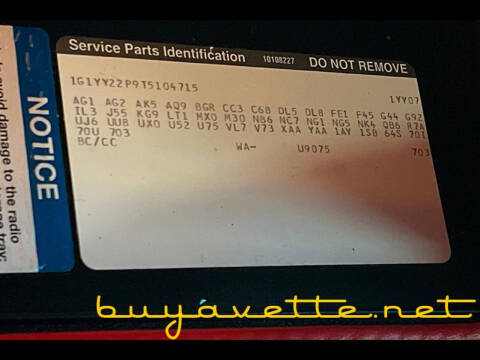 Service Parts Identification 10108227 DO NOT REMOVE
1G1YY22P9T5104715 1YY07
AG1 AG2 AK5 AQ9 BGR CC3 C68 DL5 DL8 FE1 F45 G44 G92
IL3 J55 KG9 LT1 MX0 M30 N86 NC7 NG1 NG5 NK4 QB6 R7A
UJ6 UU8 UX0 U52 U75 VL7 V73 XAA YAA 1AY 1SB 64S 70I
70U 703
BC/CC WA- U9075 703
NOTICE
avoid damage to the radio
tray:
buyavette.net